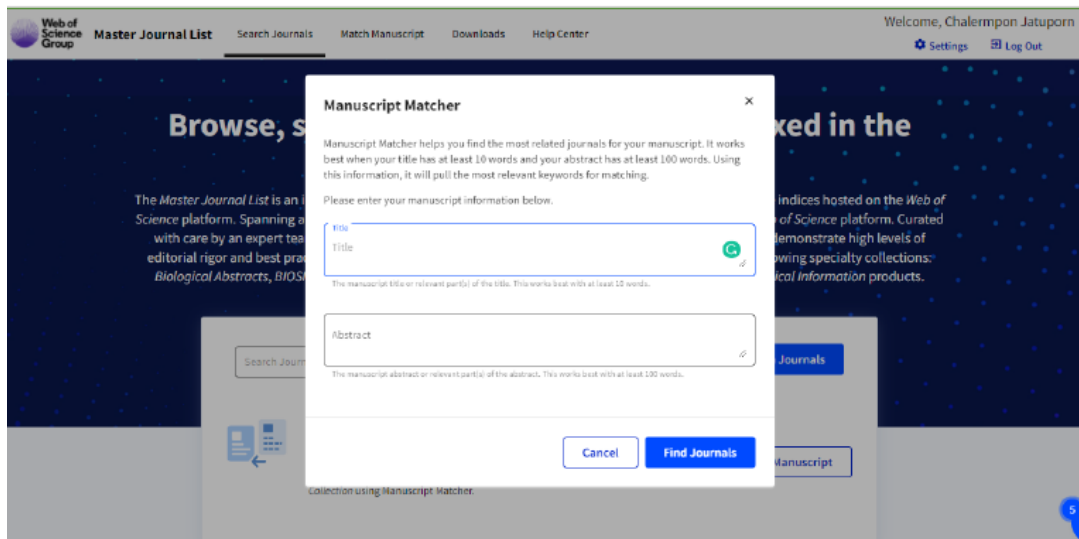 Web of
Science
Group
Master Journal List
Search Journals
Match Manuscript
Downloads
Help Center
Welcome, Chalermpon Jatuporn
Settings
Log Out
Browse, s
xed in the
The Master Journal List is an i
indices hosted on the Web of
Science platform. Spanning a
of Science platform. Curated
with care by an expert tea
demonstrate high levels of
editorial rigor and best prac
owing specialty collections:
Biological Abstracts, BIOSI
ical Information products.
Manuscript Matcher
×
Manuscript Matcher helps you find the most related journals for your manuscript. It works
best when your title has at least 10 words and your abstract has at least 100 words. Using
this information, it will pull the most relevant keywords for matching.
Please enter your manuscript information below.
Title
Title
The manuscript title or relevant part(s) of the title. This works best with at least 10 words.
Abstract
The manuscript abstract or relevant part(s) of the abstract. This works best with at least 100 words.
Search Journ
Journals
Cancel
Find Journals
Manuscript
Collection using Manuscript Matcher.
5